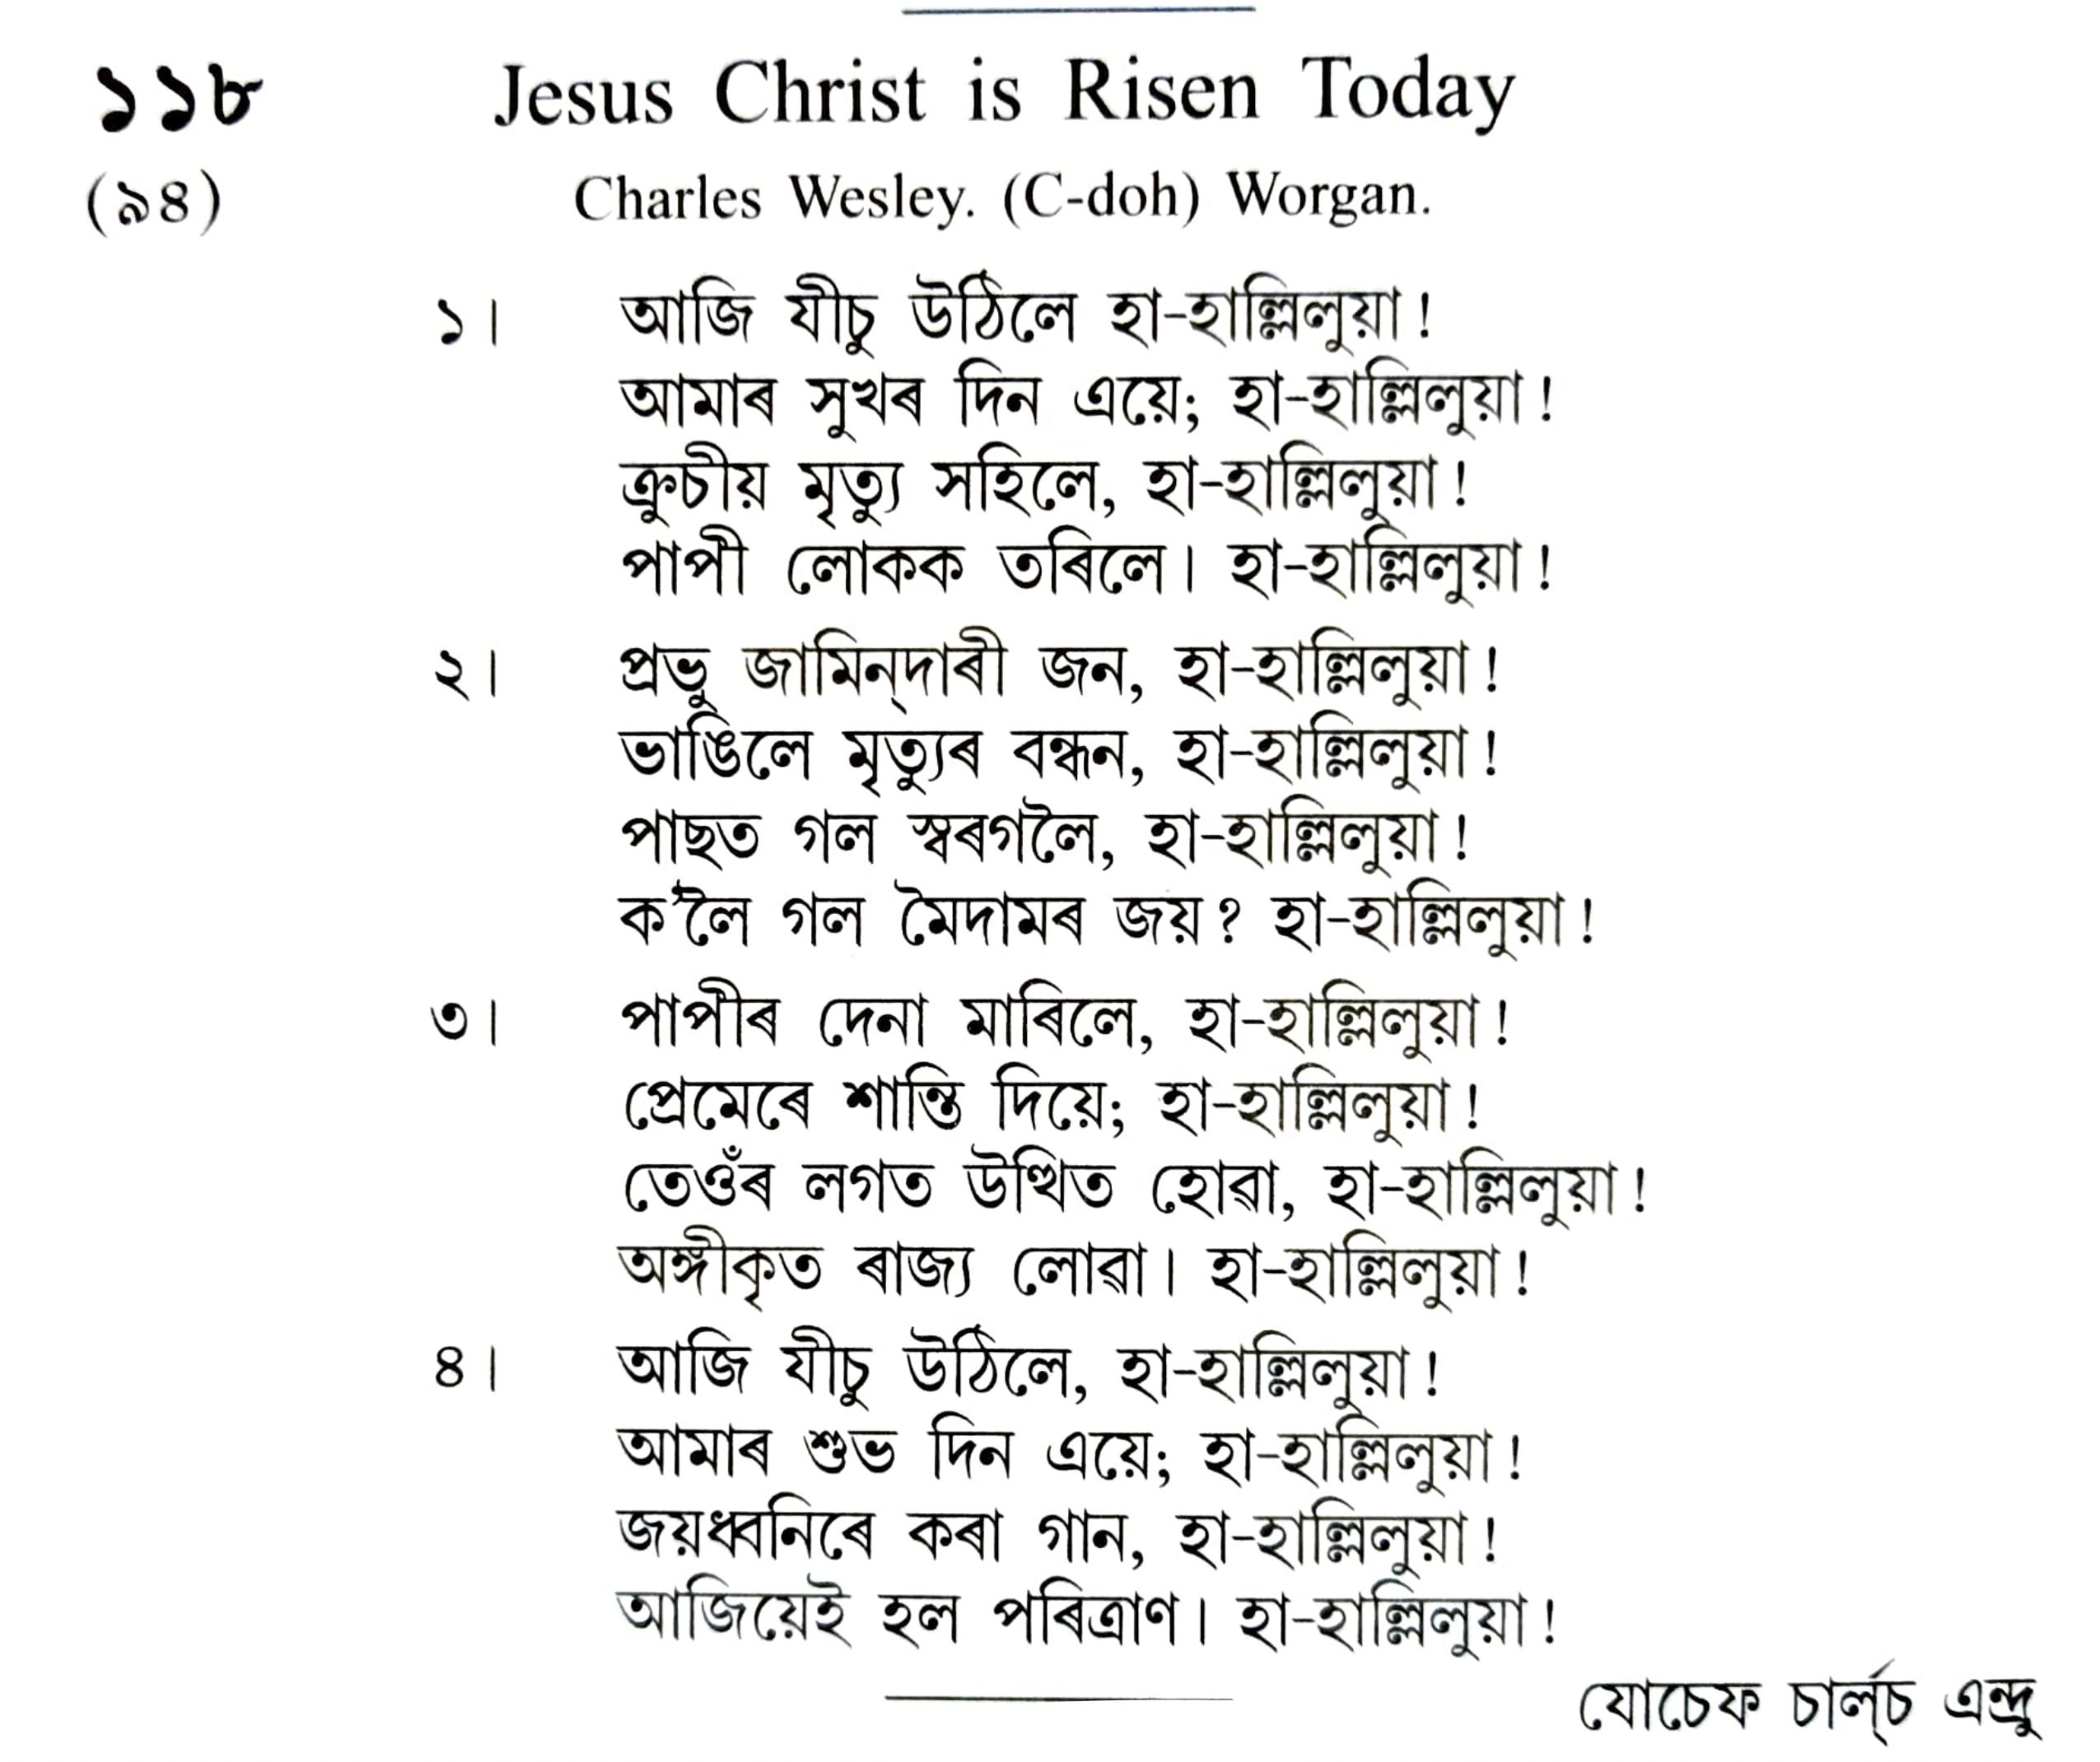 ১১৮ Jesus Christ is Risen Today
(৯৪) Charles Wesley. (C-doh) Worgan.
১। আজি যীচু উঠিলে হা-হাল্লিলুয়া!
আমাৰ সুখৰ দিন এয়ে; হা-হাল্লিলুয়া!
ক্ৰুচীয় মৃত্যু সহিলে, হা-হাল্লিলুয়া!
পাপী লোকক তৰিলে। হা-হাল্লিলুয়া!
২। প্ৰভু জামিন্‌দাৰী জন, হা-হাল্লিলুয়া!
ভাঙিলে মৃত্যুৰ বন্ধন, হা-হাল্লিলুয়া!
পাছত গল স্বৰগলৈ, হা-হাল্লিলুয়া!
ক'লৈ গল মৈদামৰ জয়? হা-হাল্লিলুয়া!
৩। পাপীৰ দেনা মাৰিলে, হা-হাল্লিলুয়া!
প্ৰেমেৰে শান্তি দিয়ে; হা-হাল্লিলুয়া!
তেওঁৰ লগত উত্থিত হোৱা, হা-হাল্লিলুয়া!
অঙ্গীকৃত ৰাজ্য লোৱা। হা-হাল্লিলুয়া!
৪। আজি যীচু উঠিলে, হা-হাল্লিলুয়া!
আমাৰ শুভ দিন এয়ে; হা-হাল্লিলুয়া!
জয়ধ্বনিৰে কৰা গান, হা-হাল্লিলুয়া!
আজিয়েই হল পৰিত্ৰাণ। হা-হাল্লিলুয়া!
যোচেফ চাৰ্ল্‌চ এন্দ্ৰু